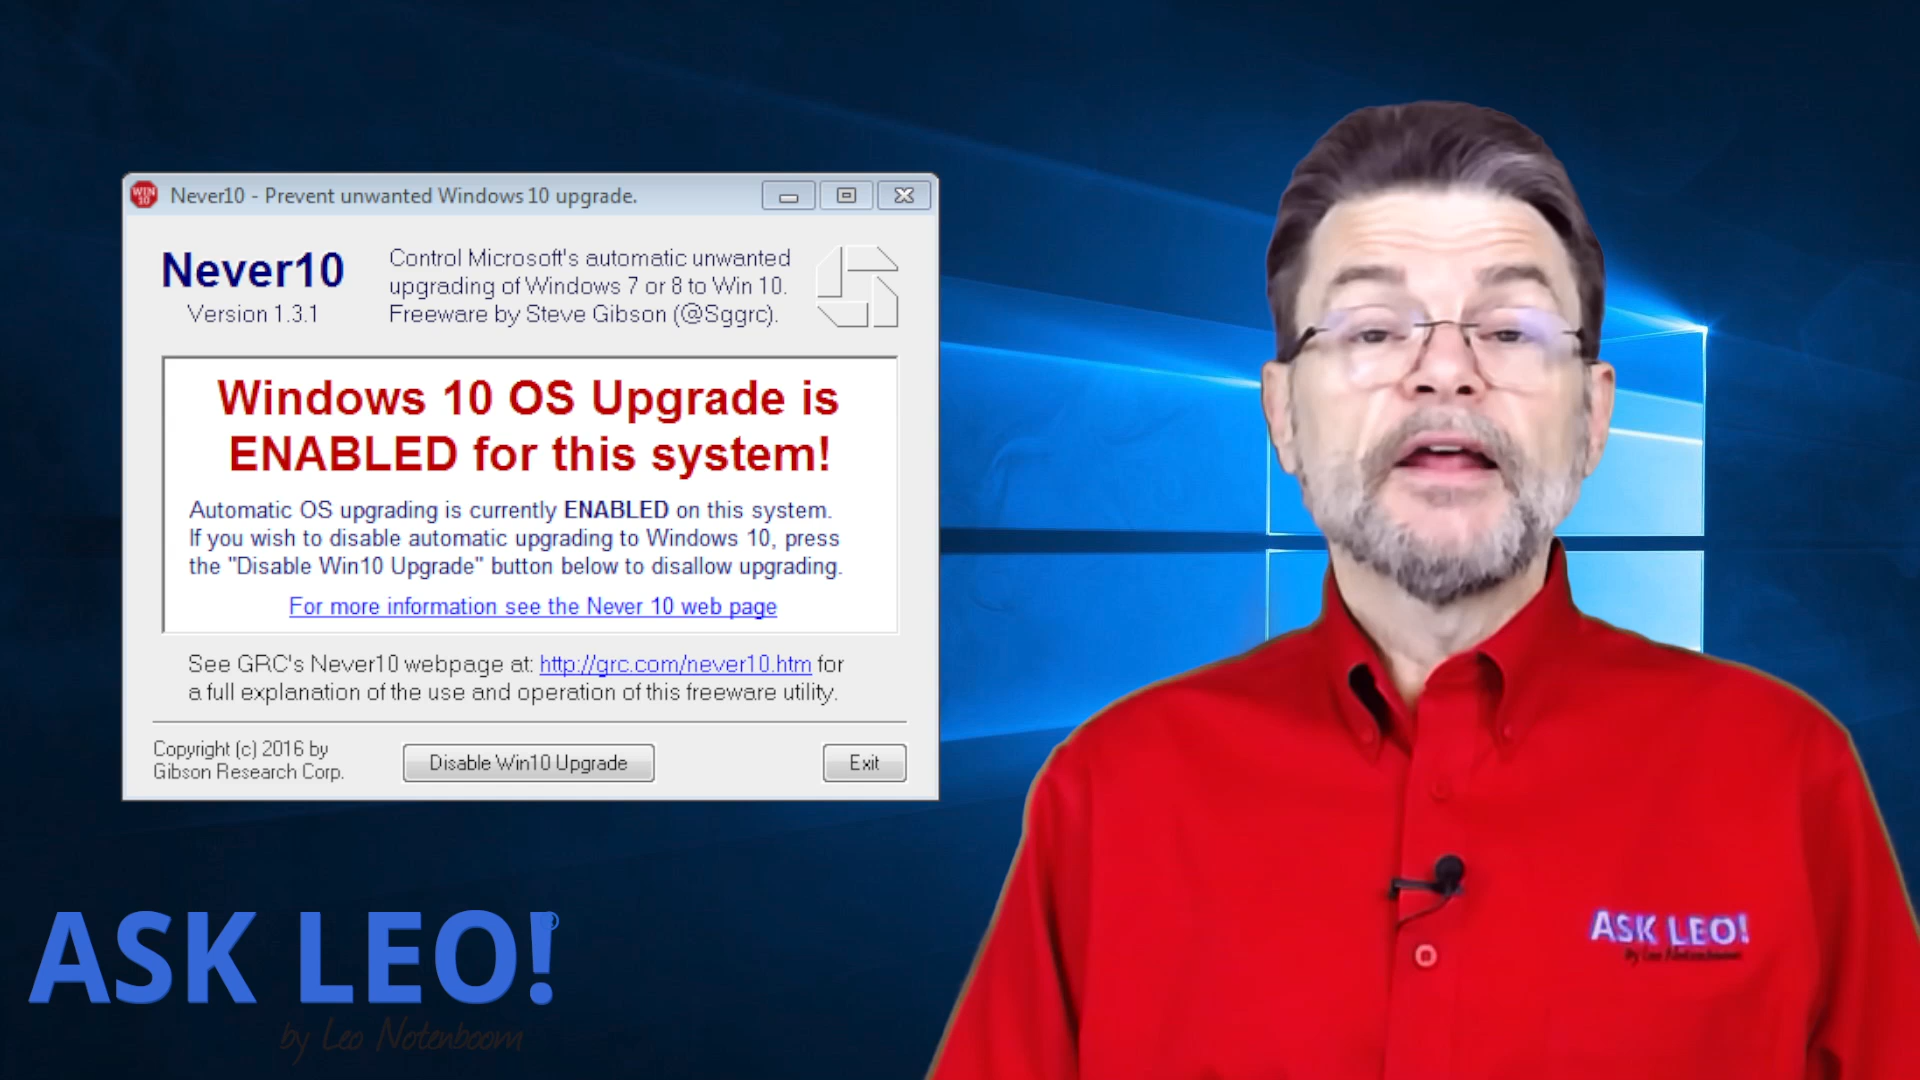 WIN
10
Never10 - Prevent unwanted Windows 10 upgrade.
Never10
Version 1.3.1
Control Microsoft's automatic unwanted
upgrading of Windows 7 or 8 to Win 10.
Freeware by Steve Gibson (@Sggrc).
Windows 10 OS Upgrade is
ENABLED for this system!
Automatic OS upgrading is currently ENABLED on this system.
If you wish to disable automatic upgrading to Windows 10, press
the "Disable Win10 Upgrade" button below to disallow upgrading.
For more information see the Never 10 web page
See GRC's Never10 webpage at: http://grc.com/never10.htm for
a full explanation of the use and operation of this freeware utility.
Copyright (c) 2016 by
Gibson Research Corp.
Disable Win10 Upgrade
Exit
ASK LEO!®
by Leo Notenboom
ASK LEO!
by Leo Notenboom